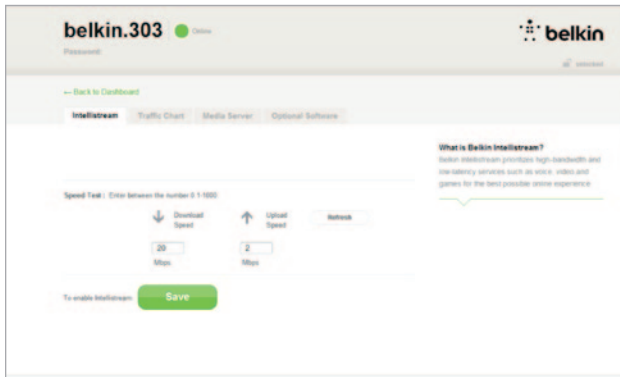 belkin.303 Online
belkin
Password:
← Back to Dashboard
Intellistream Traffic Chart Media Server Optional Software
What is Belkin Intellistream?
Belkin Intellistream prioritizes high-bandwidth and
low-latency services such as voice, video and
games for the best possible online experience
Speed Test : Enter between the number 0.1-1000
Download Speed
Upload Speed
Refresh
20
Mbps
2
Mbps
To enable Intellistream:
Save